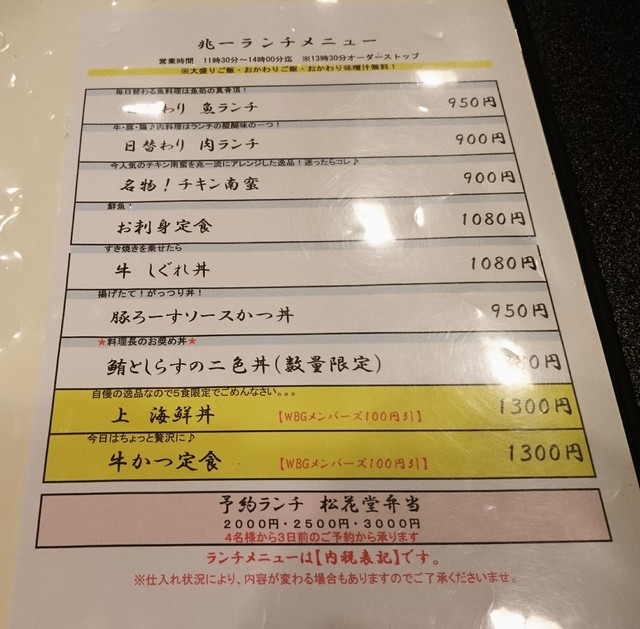 兆一ランチメニュー
営業時間 11時30分～14時00分迄 ※13時30分オーダーストップ
※大盛りご飯・おかわりご飯・おかわり味噌汁無料！
毎日替わる魚料理は魚処の真骨頂！
替わり 魚ランチ 950円
牛・豚・鶏♪肉料理はランチの醍醐味の一つ！
日替わり 肉ランチ 900円
今人気のチキン南蛮を兆一流にアレンジした逸品！迷ったらコレ♪
名物！チキン南蛮 900円
鮮魚！
お刺身定食 1080円
すき焼きを乗せたら
牛 しぐれ丼 1080円
揚げたて！がっつり丼！
豚ろーすソースかつ丼 950円
★料理長のお奨め丼★
鮪としらすの二色丼(数量限定) 円
自慢の逸品なので5食限定でごめんなさい。。。
上 海鮮丼 【WBGメンバーズ100円引】 1300円
今日はちょっと贅沢に♪
牛かつ定食 【WBGメンバーズ100円引】 1300円
予約ランチ 松花堂弁当
2000円・2500円・3000円
4名様から3日前のご予約から承ります
ランチメニューは【内税表記】です。
※仕入れ状況により、内容が変わる場合もありますのでご了承くださいませ。